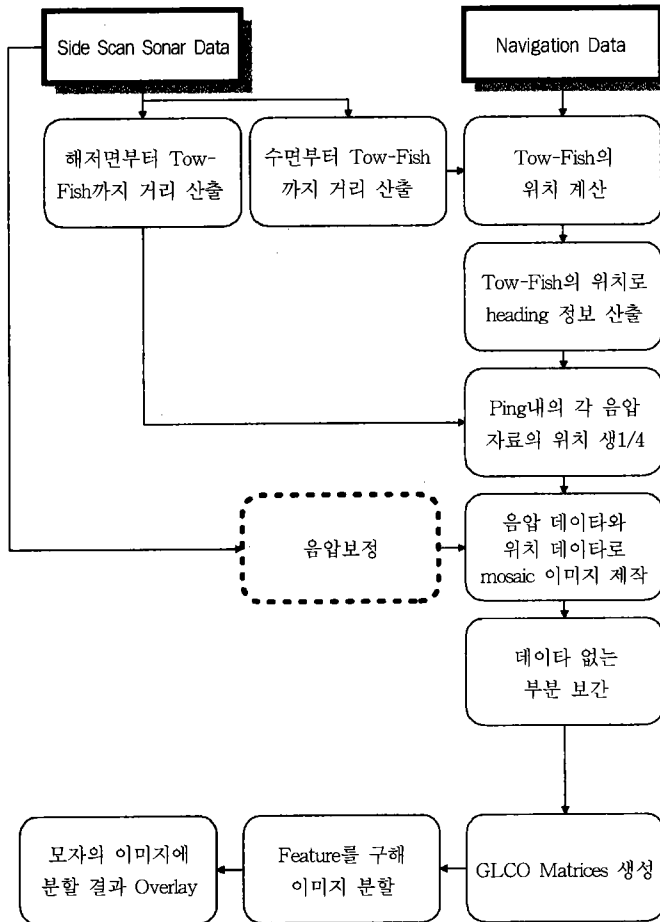 Side Scan Sonar Data
Navigation Data
해저면부터 Tow-
Fish까지 거리 산출
수면부터 Tow-Fish
까지 거리 산출
Tow-Fish의
위치 계산
Tow-Fish의 위치로
heading 정보 산출
Ping내의 각 음압
자료의 위치 생1/4
음압보정
음압 데이타와
위치 데이타로
mosaic 이미지 제작
데이타 없는
부분 보간
모자의 이미지에
분할 결과 Overlay
Feature를 구해
이미지 분할
GLCO Matrices 생성